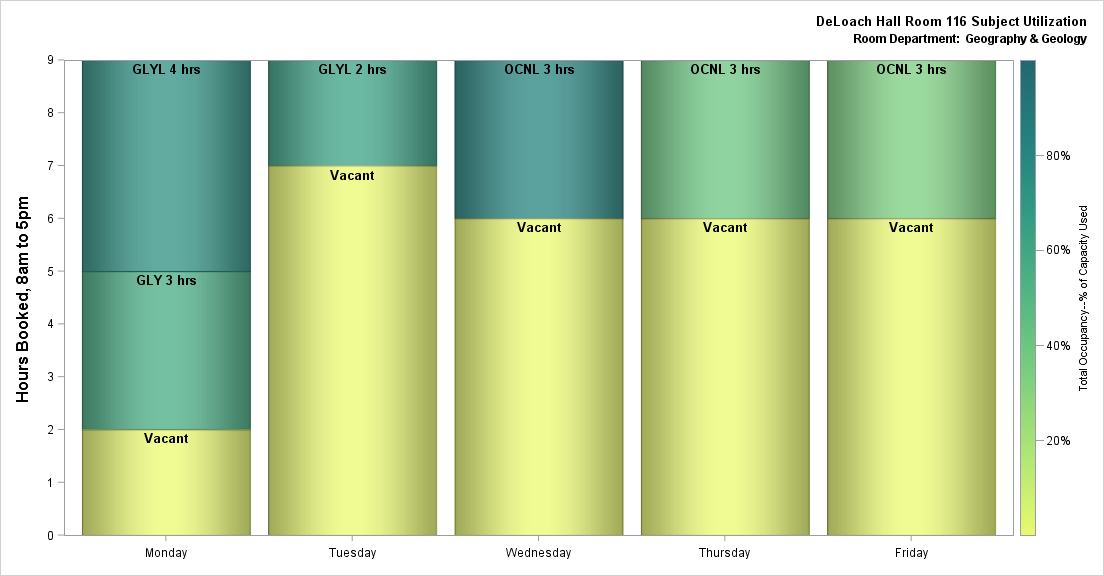 DeLoach Hall Room 116 Subject Utilization
Room Department: Geography & Geology
Hours Booked, 8am to 5pm
9
8
7
6
5
4
3
2
1
0
GLYL 4 hrs
GLY 3 hrs
Vacant
GLYL 2 hrs
Vacant
OCNL 3 hrs
Vacant
OCNL 3 hrs
Vacant
OCNL 3 hrs
Vacant
Monday
Tuesday
Wednesday
Thursday
Friday
80%
60%
40%
20%
Total Occupancy--% of Capacity Used